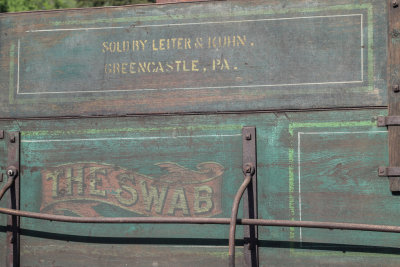 SOLD BY LEITER & KUHN.
GREENCASTLE, PA.
THE SWAB